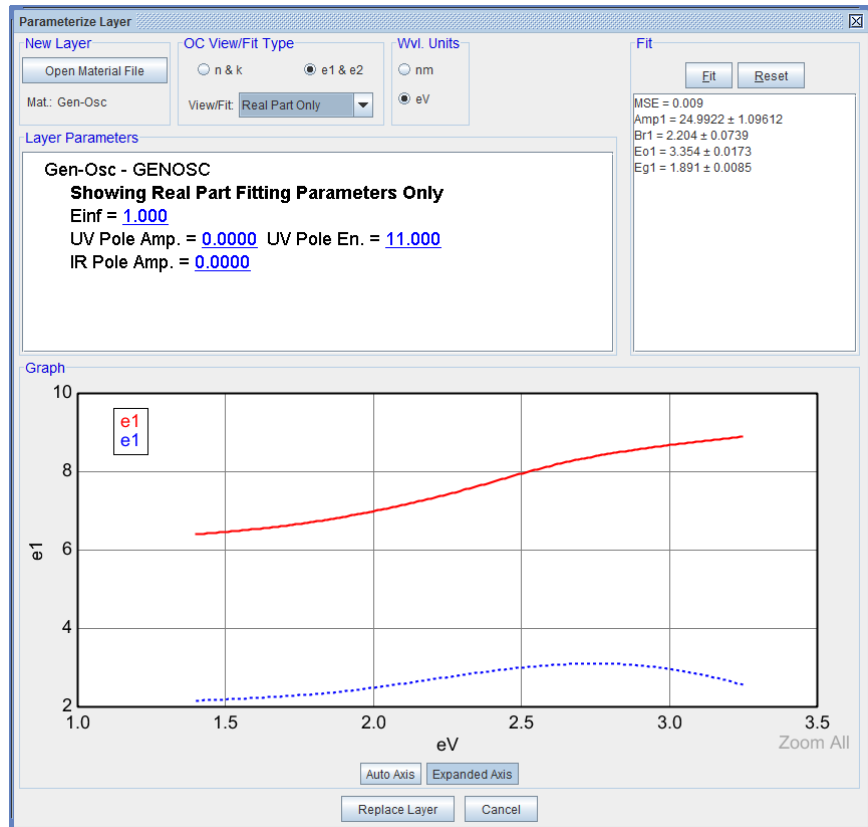 Parameterize Layer
New Layer
Open Material File
Mat.: Gen-Osc
OC View/Fit Type
n & k
e1 & e2
View/Fit: Real Part Only
Wvl. Units
nm
eV
Fit
Fit
Reset
MSE = 0.009
Amp1 = 24.9922 ± 1.09612
Br1 = 2.204 ± 0.0739
Eo1 = 3.354 ± 0.0173
Eg1 = 1.891 ± 0.0085
Layer Parameters
Gen-Osc - GENOSC
Showing Real Part Fitting Parameters Only
Einf = 1.000
UV Pole Amp. = 0.0000 UV Pole En. = 11.000
IR Pole Amp. = 0.0000
Graph
e1
e1
10
8
6
4
2
e1
1.0 1.5 2.0 2.5 3.0 3.5
eV
Zoom All
Auto Axis Expanded Axis
Replace Layer Cancel